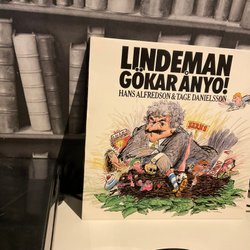 LINDEMAN
GÖKAR ÅNYO!
HANS ALFREDSON & TAGE DANIELSSON